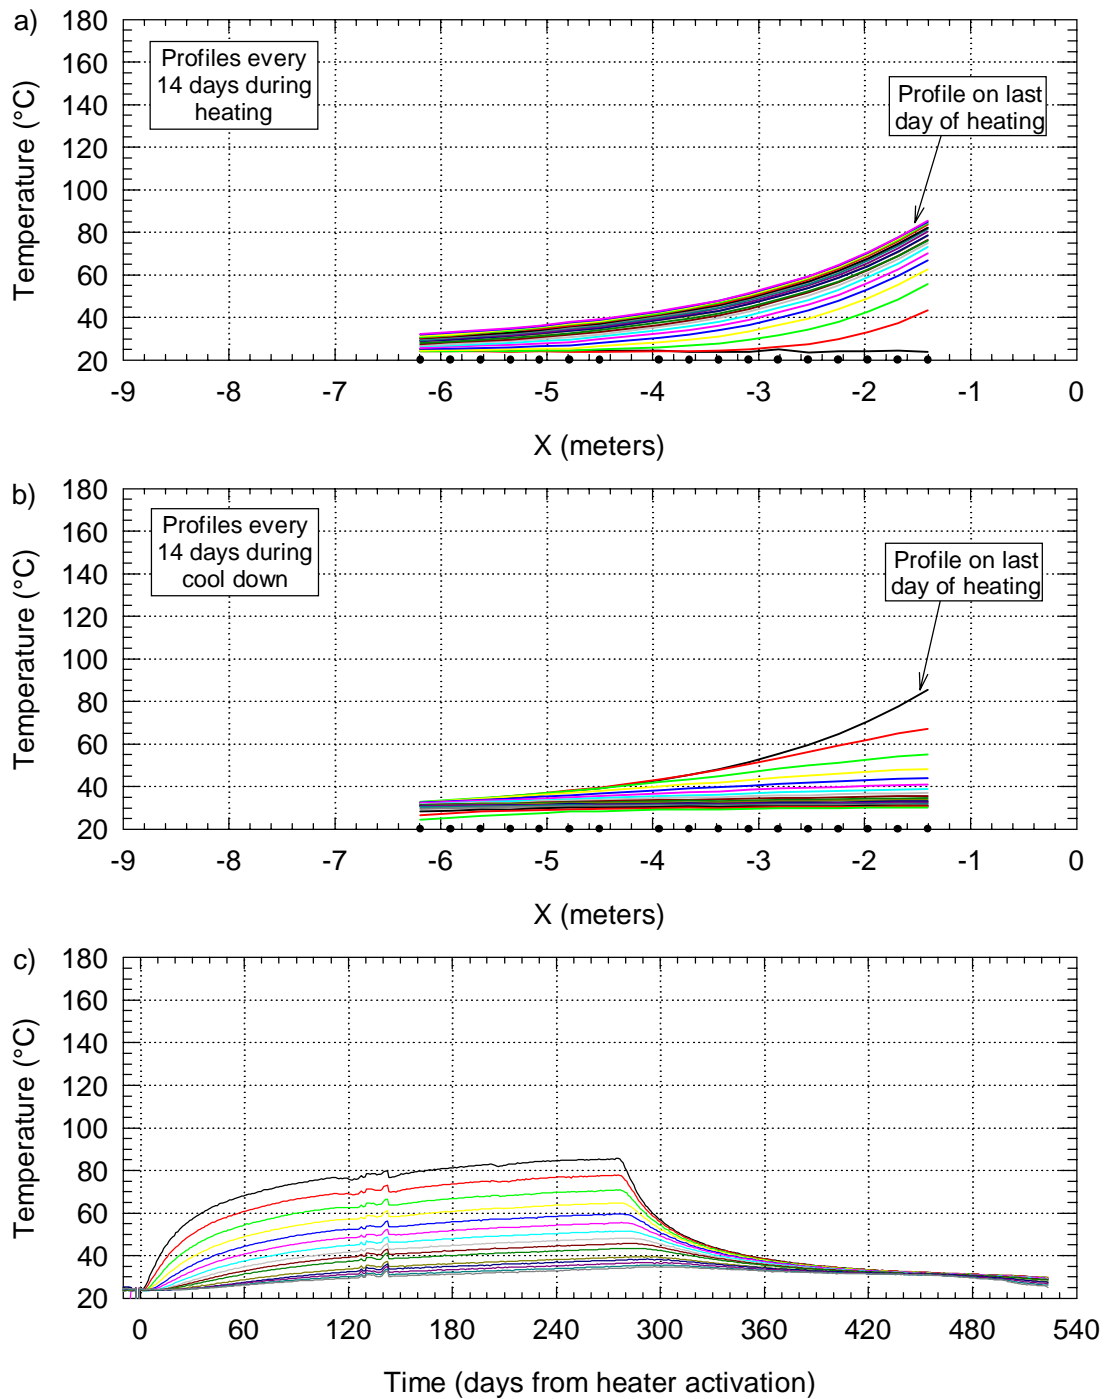 a)
180
160
140
120
100
80
60
40
20
Temperature (°C)
Profiles every
14 days during
heating
Profile on last
day of heating
-9 -8 -7 -6 -5 -4 -3 -2 -1 0
X (meters)
b)
180
160
140
120
100
80
60
40
20
Temperature (°C)
Profiles every
14 days during
cool down
Profile on last
day of heating
-9 -8 -7 -6 -5 -4 -3 -2 -1 0
X (meters)
c)
180
160
140
120
100
80
60
40
20
Temperature (°C)
0 60 120 180 240 300 360 420 480 540
Time (days from heater activation)